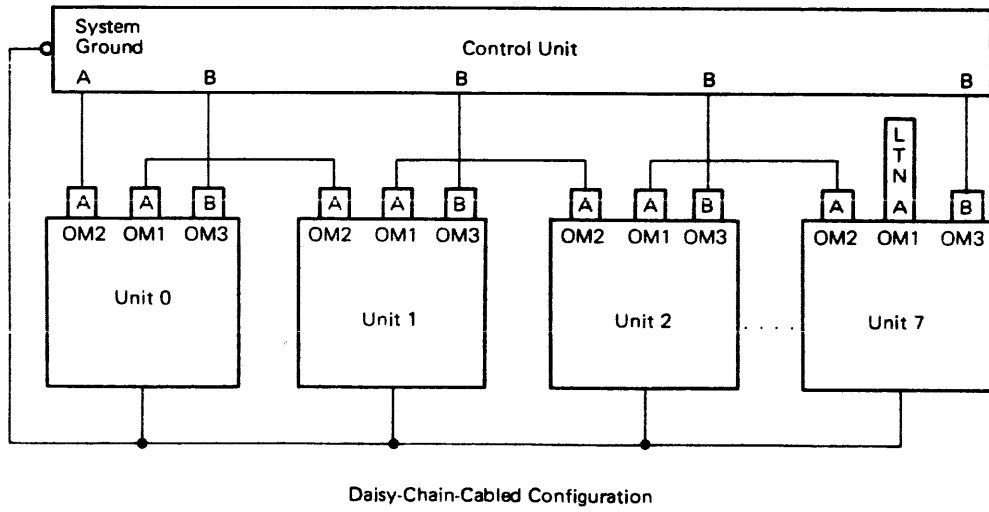 System
Ground
Control Unit
A B B B B
L
T
N
A A B A A B A A B A A B
OM2 OM1 OM3 OM2 OM1 OM3 OM2 OM1 OM3 OM2 OM1 OM3
Unit 0 Unit 1 Unit 2 . . . . Unit 7
Daisy-Chain-Cabled Configuration